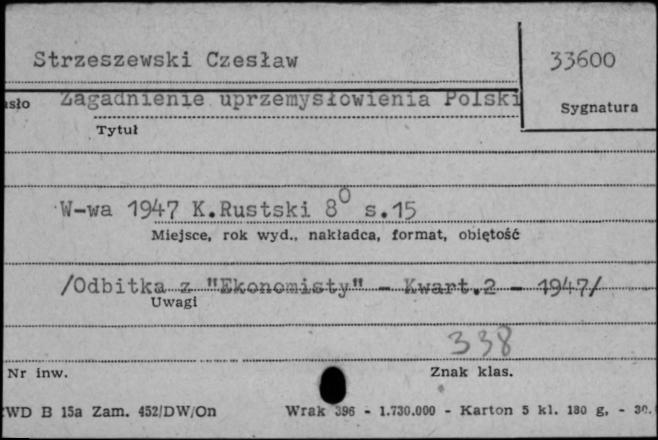 Strzeszewski Czesław
33600
Zagadnienie uprzemysłowienia Polski
Sygnatura
Tytuł
W-wa 1947 K.Rustski 8⁰ s.15
Miejsce, rok wyd., nakładca, format, obiętość
/Odbitka z "Ekonomisty" - Kwart.2 - 1947/
Uwagi
338
Nr inw.
Znak klas.
WD B 15a Zam. 452/DW/On
Wrak 396 - 1.730.000 - Karton 5 kl. 180 g, - 30.